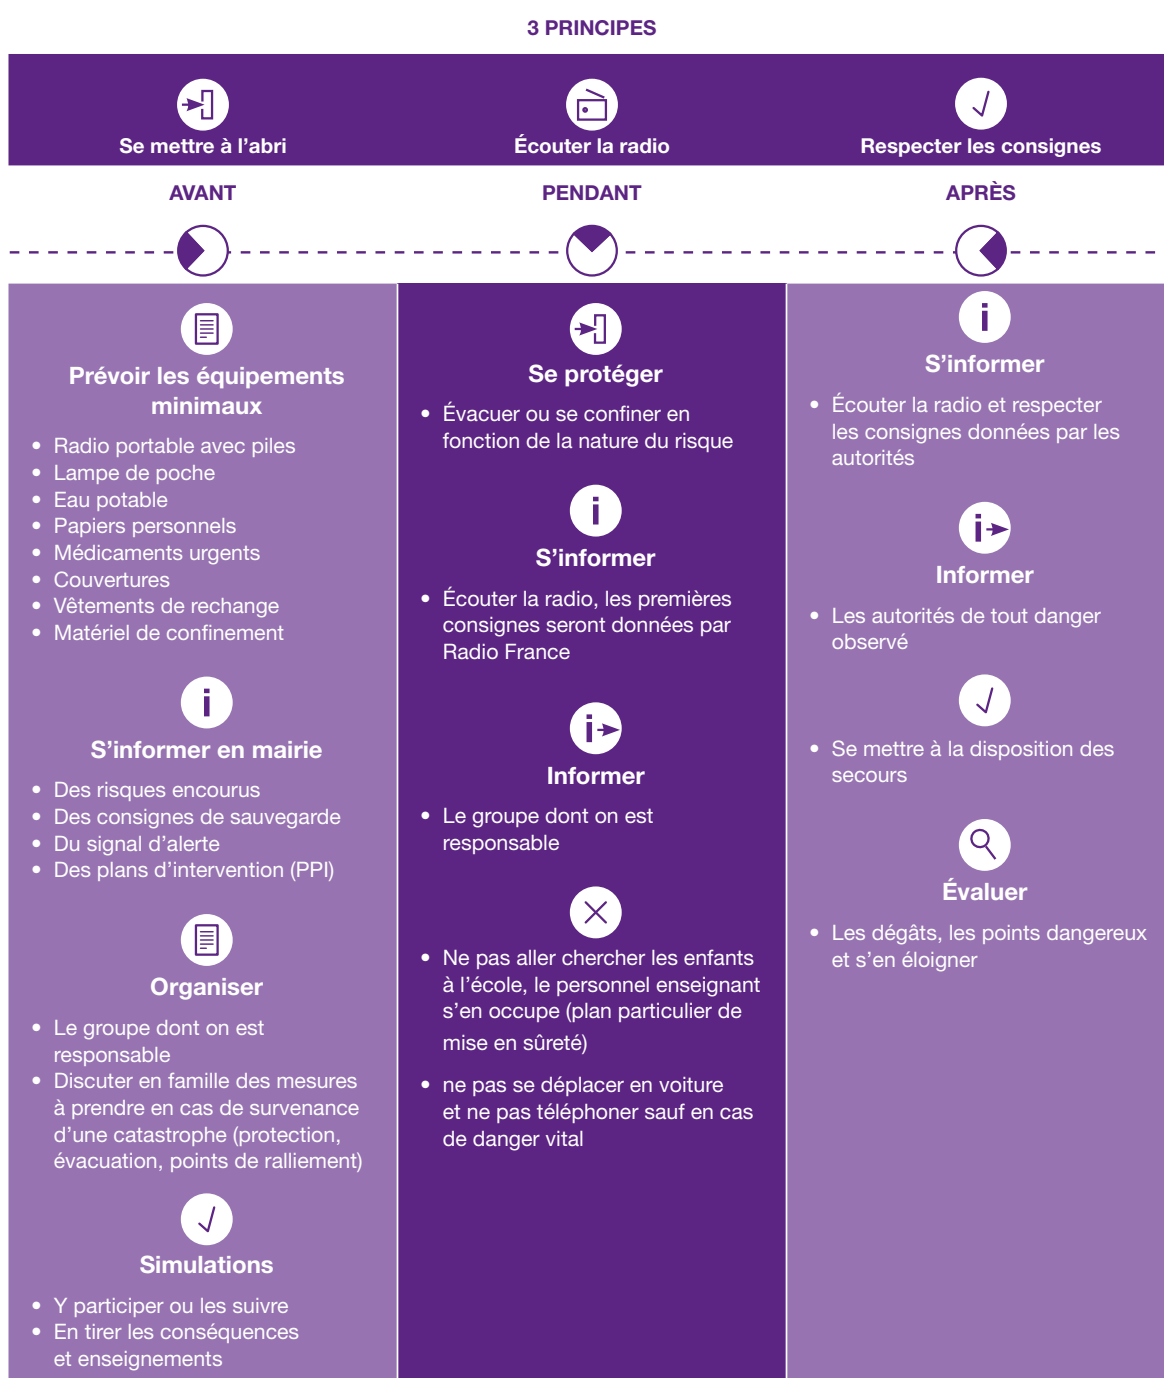 3 PRINCIPES
Se mettre à l'abri
Écouter la radio
Respecter les consignes
AVANT
PENDANT
APRÈS
Prévoir les équipements
minimaux
• Radio portable avec piles
• Lampe de poche
• Eau potable
• Papiers personnels
• Médicaments urgents
• Couvertures
• Vêtements de rechange
• Matériel de confinement
S'informer en mairie
• Des risques encourus
• Des consignes de sauvegarde
• Du signal d'alerte
• Des plans d'intervention (PPI)
Organiser
• Le groupe dont on est
responsable
• Discuter en famille des mesures
à prendre en cas de survenance
d'une catastrophe (protection,
évacuation, points de ralliement)
Simulations
• Y participer ou les suivre
• En tirer les conséquences
et enseignements
Se protéger
• Évacuer ou se confiner en
fonction de la nature du risque
S'informer
• Écouter la radio, les premières
consignes seront données par
Radio France
Informer
• Le groupe dont on est
responsable
• Ne pas aller chercher les enfants
à l'école, le personnel enseignant
s'en occupe (plan particulier de
mise en sûreté)
• ne pas se déplacer en voiture
et ne pas téléphoner sauf en cas
de danger vital
S'informer
• Écouter la radio et respecter
les consignes données par les
autorités
Informer
• Les autorités de tout danger
observé
• Se mettre à la disposition des
secours
Évaluer
• Les dégâts, les points dangereux
et s'en éloigner